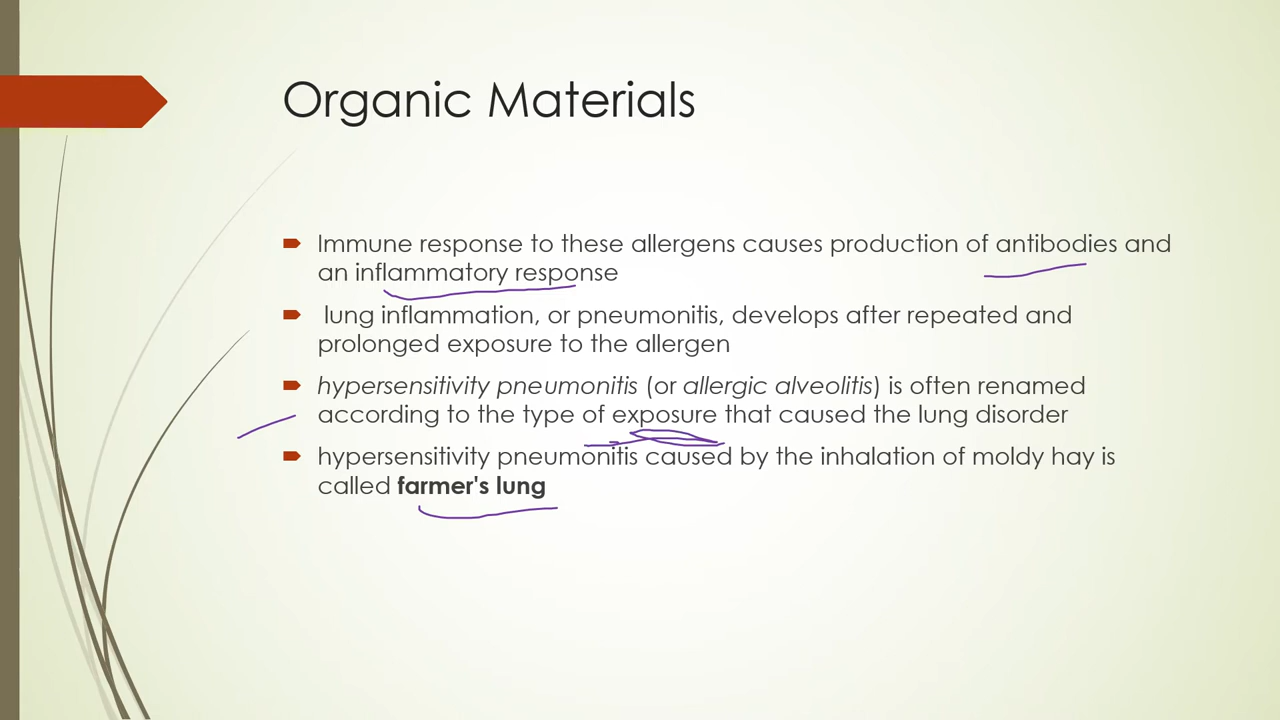 Organic Materials
Immune response to these allergens causes production of antibodies and
an inflammatory response
lung inflammation, or pneumonitis, develops after repeated and
prolonged exposure to the allergen
hypersensitivity pneumonitis (or allergic alveolitis) is often renamed
according to the type of exposure that caused the lung disorder
hypersensitivity pneumonitis caused by the inhalation of moldy hay is
called farmer's lung